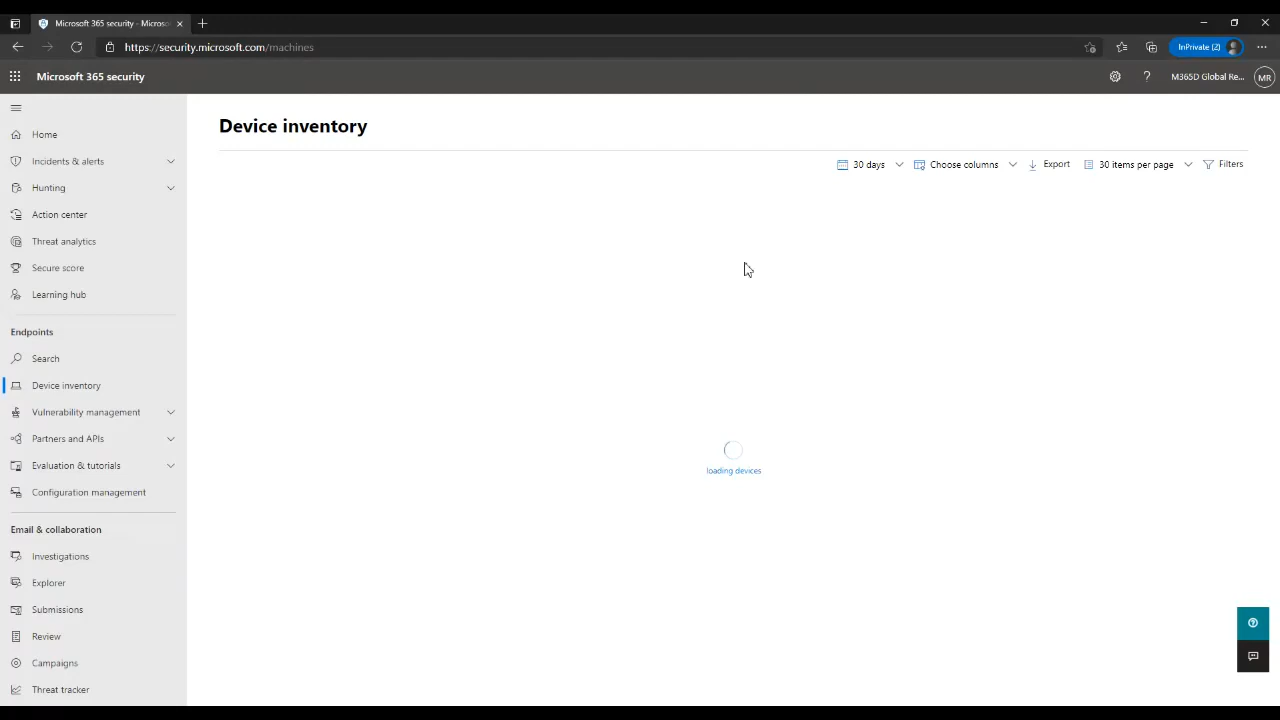 Microsoft 365 security - Microso
https://security.microsoft.com/machines
InPrivate (2)
Microsoft 365 security
M365D Global Re...
MR
Home
Incidents & alerts
Hunting
Action center
Threat analytics
Secure score
Learning hub
Endpoints
Search
Device inventory
Vulnerability management
Partners and APIs
Evaluation & tutorials
Configuration management
Email & collaboration
Investigations
Explorer
Submissions
Review
Campaigns
Threat tracker
Device inventory
30 days
Choose columns
Export
30 items per page
Filters
loading devices